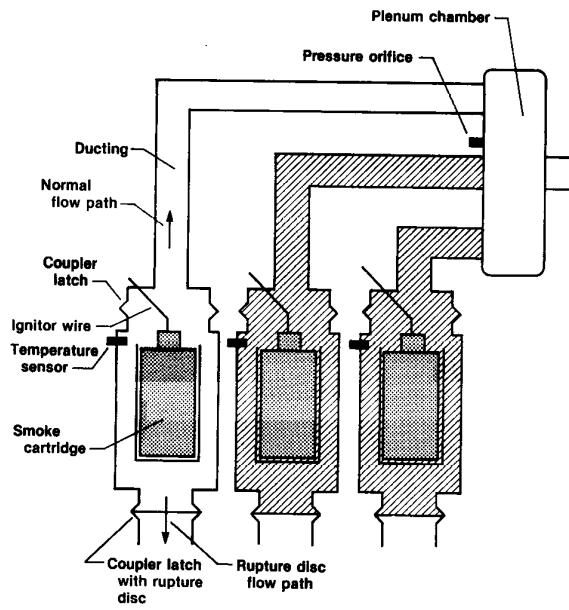 Plenum chamber
Pressure orifice
Ducting
Normal
flow path
Coupler
latch
Ignitor wire
Temperature
sensor
Smoke
cartridge
Coupler latch
with rupture
disc
Rupture disc
flow path